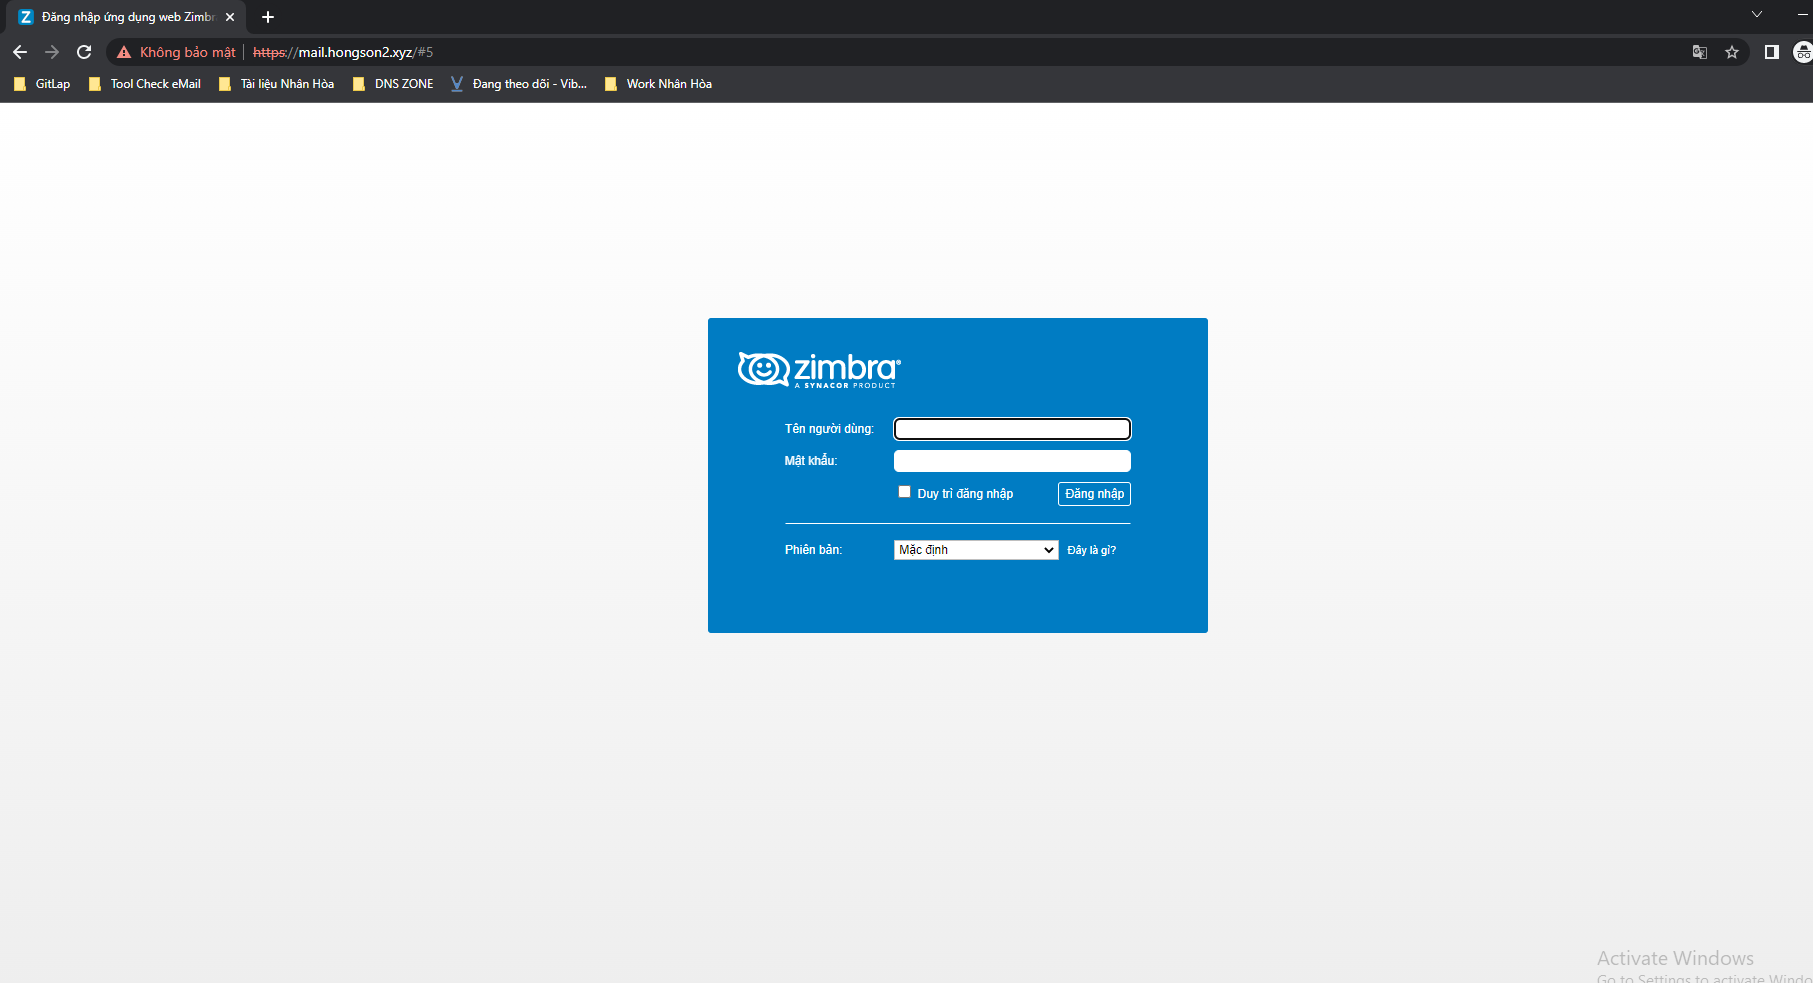 Đăng nhập ứng dụng web Zimbr
Không bảo mật https://mail.hongson2.xyz/#5
GitLap Tool Check eMail Tài liệu Nhân Hòa DNS ZONE Đang theo dõi - Vib... Work Nhân Hòa
zimbra®
A SYNACOR PRODUCT
Tên người dùng:
Mật khẩu:
Duy trì đăng nhập Đăng nhập
Phiên bản: Mặc định Đây là gì?
Activate Windows
Go to Settings to activate Windo